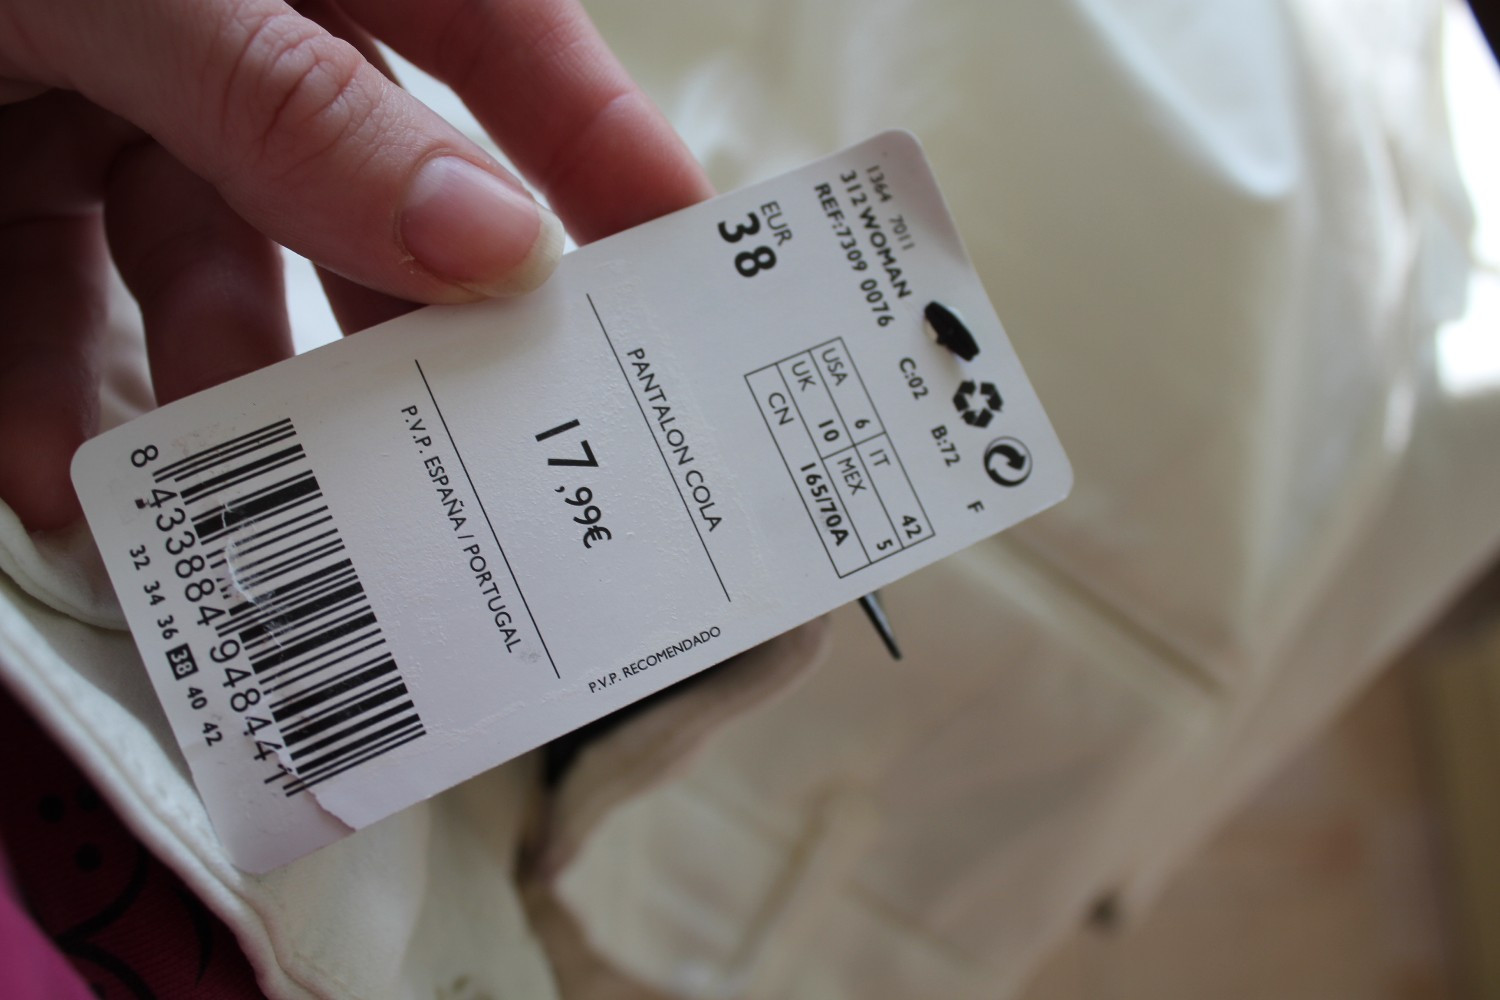 1364 7011
312 WOMAN
REF:7309 0076
C:02 B:72 F
EUR
38
USA 6 IT 42
UK 10 MEX 5
CN 165/70A
PANTALON COLA
P.V.P. RECOMENDADO
17,99€
P.V.P. ESPAÑA / PORTUGAL
8 433884 948441
32 34 36 38 40 42